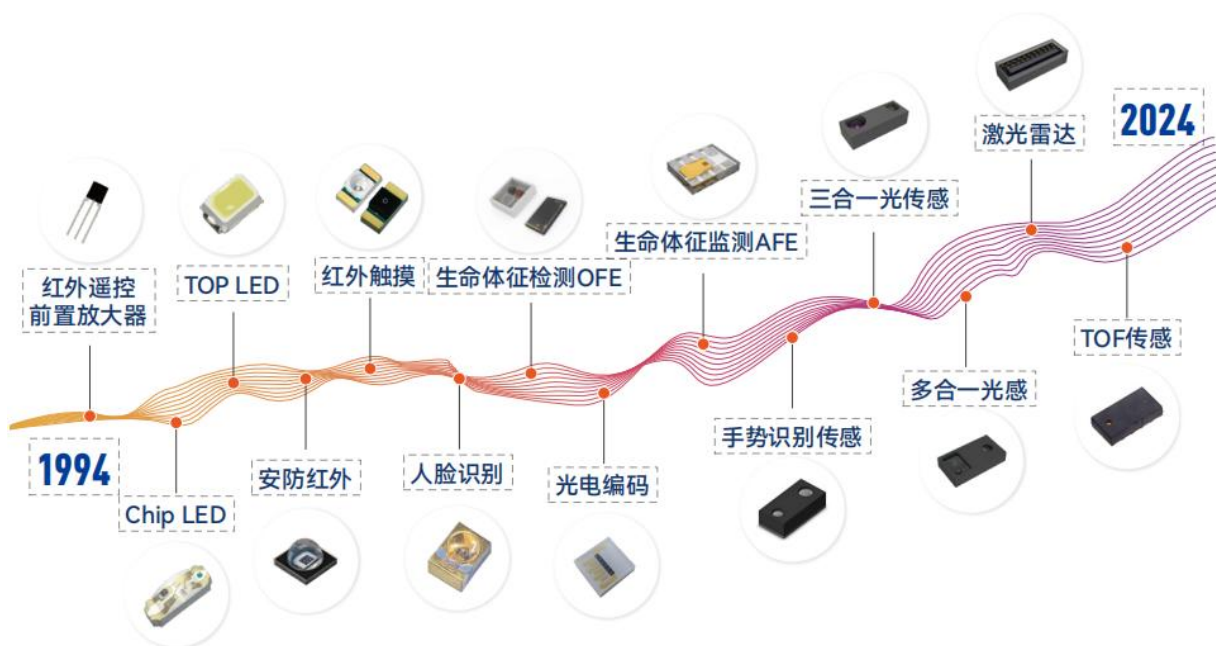 1994
红外遥控
前置放大器
Chip LED
TOP LED
安防红外
红外触摸
人脸识别
生命体征检测OFE
光电编码
生命体征监测AFE
手势识别传感
三合一光传感
多合一光感
激光雷达
TOF传感
2024